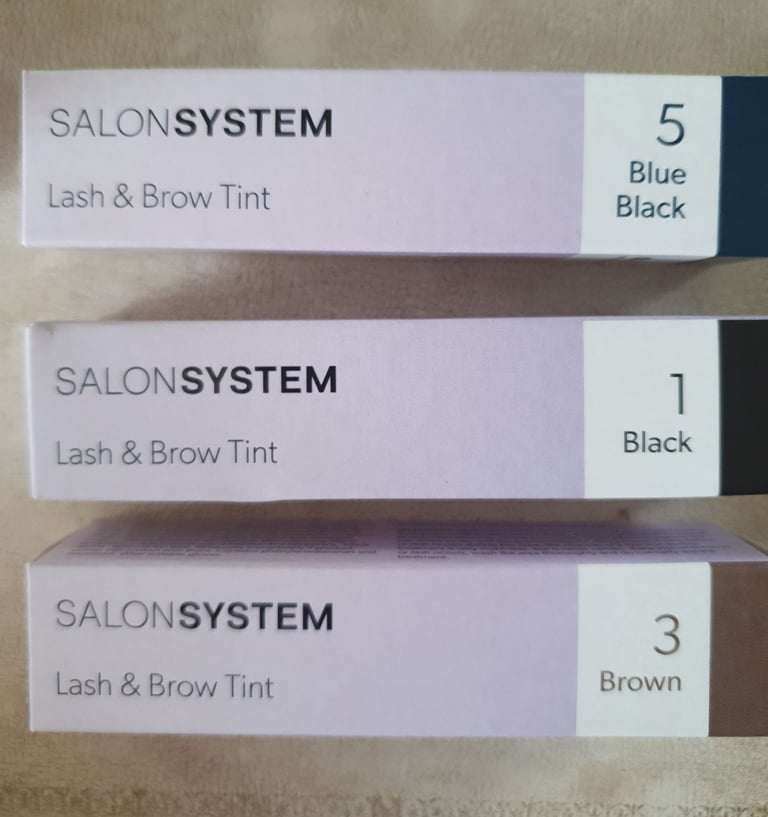 SALONSYSTEM
Lash & Brow Tint
5
Blue
Black
SALONSYSTEM
Lash & Brow Tint
1
Black
treatment.
SALONSYSTEM
Lash & Brow Tint
3
Brown